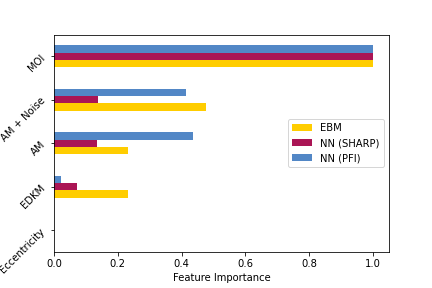 MOI
AM + Noise
AM
EDKM
Eccentricity
EBM
NN (SHARP)
NN (PFI)
0.0 0.2 0.4 0.6 0.8 1.0
Feature Importance